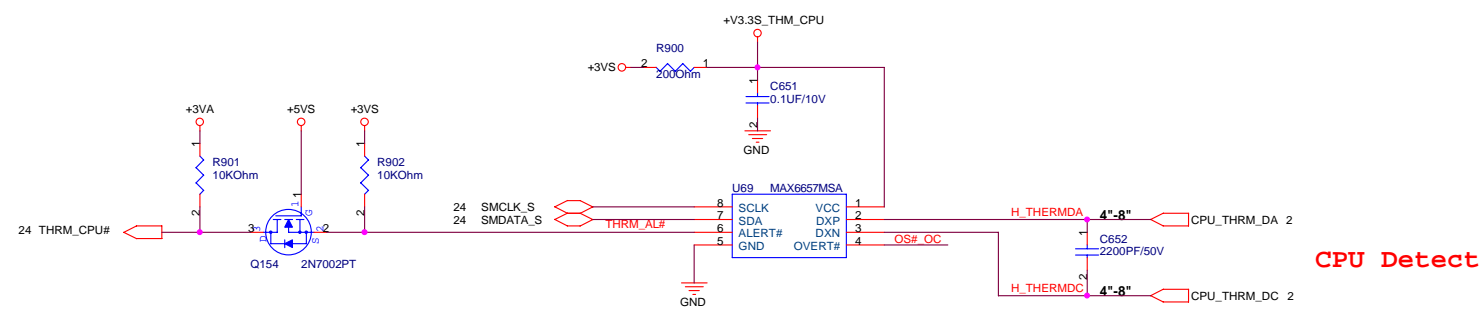 +V3.3S_THM_CPU
R900
+3VS 2 1
200Ohm
1 C651
0.1UF/10V
2
GND
+3VA +5VS +3VS
1 1
R901 R902
10KOhm 10KOhm
2 1 G 2
24 THRM_CPU# 3 D S 2
Q154 2N7002PT
U69 MAX6657MSA
24 SMCLK_S 8 SCLK VCC 1
24 SMDATA_S 7 SDA DXP 2 H_THERMDA 4"-8" CPU_THRM_DA 2
THRM_AL# 6 ALERT# DXN 3
5 GND OVERT# 4 OS#_OC
1 C652
2200PF/50V
2
H_THERMDC 4"-8" CPU_THRM_DC 2
GND
CPU Detect